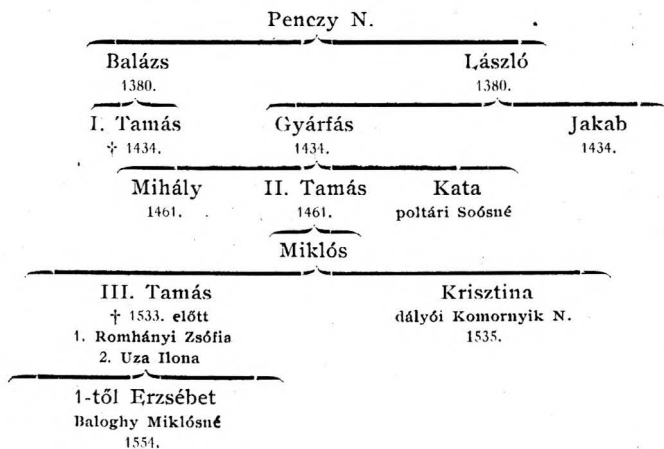 Penczy N.
Balázs László
1380. 1380.
I. Tamás Gyárfás Jakab
† 1434. 1434. 1434.
Mihály II. Tamás Kata
1461. 1461. poltári Soósné
Miklós
III. Tamás Krisztina
† 1533. előtt dályói Komornyik N.
1. Romhányi Zsófia 1535.
2. Uza Ilona
1-től Erzsébet
Baloghy Miklósné
1554.